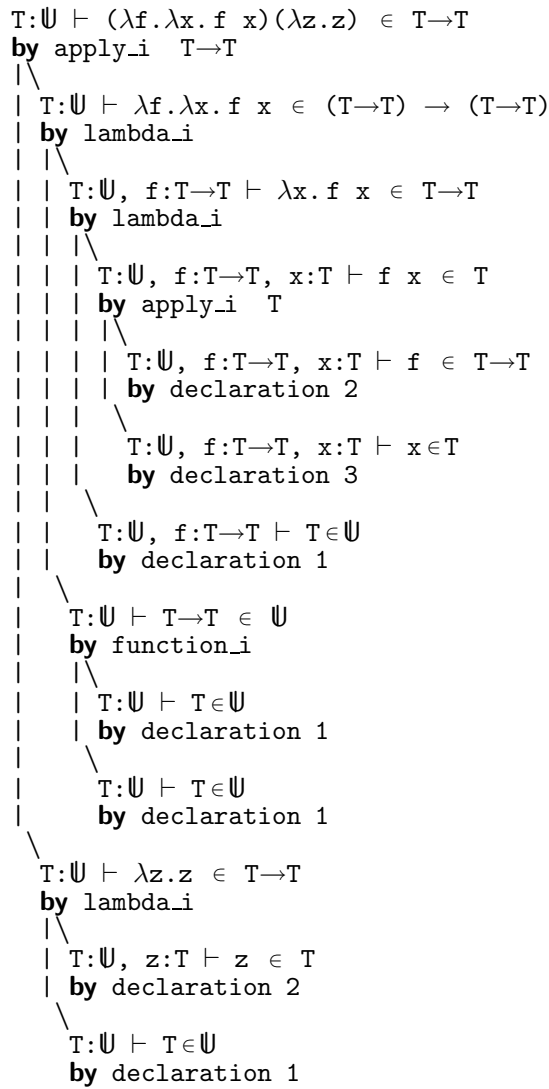 T:𝕌 ⊢ (λf.λx.f x)(λz.z) ∈ T→T
by apply_i T→T
T:𝕌 ⊢ λf.λx.f x ∈ (T→T) → (T→T)
by lambda_i
T:𝕌, f:T→T ⊢ λx.f x ∈ T→T
by lambda_i
T:𝕌, f:T→T, x:T ⊢ f x ∈ T
by apply_i T
T:𝕌, f:T→T, x:T ⊢ f ∈ T→T
by declaration 2
T:𝕌, f:T→T, x:T ⊢ x∈T
by declaration 3
T:𝕌, f:T→T ⊢ T∈𝕌
by declaration 1
T:𝕌 ⊢ T→T ∈ 𝕌
by function_i
T:𝕌 ⊢ T∈𝕌
by declaration 1
T:𝕌 ⊢ T∈𝕌
by declaration 1
T:𝕌 ⊢ λz.z ∈ T→T
by lambda_i
T:𝕌, z:T ⊢ z ∈ T
by declaration 2
T:𝕌 ⊢ T∈𝕌
by declaration 1